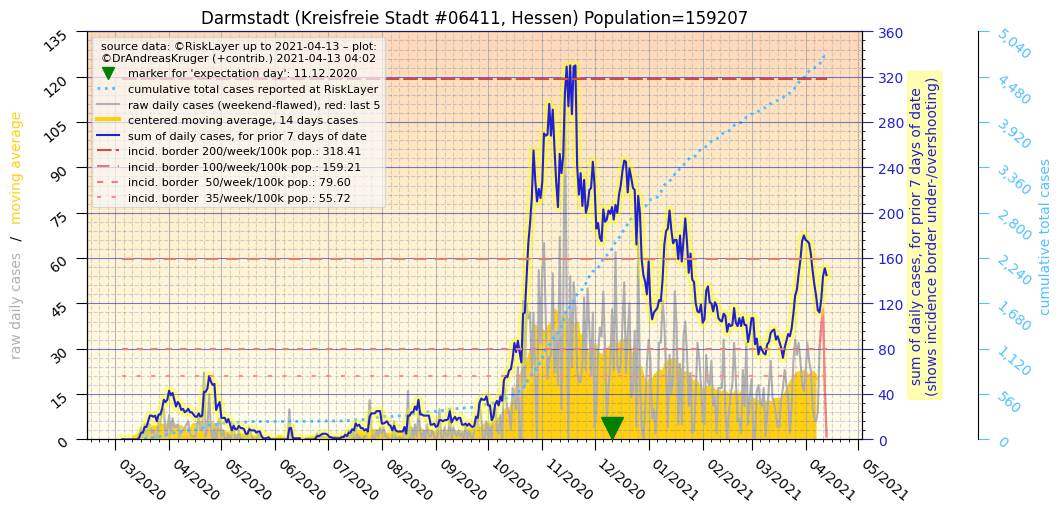 Darmstadt (Kreisfreie Stadt #06411, Hessen) Population=159207
source data: ©RiskLayer up to 2021-04-13 – plot:
©DrAndreasKruger (+contrib.) 2021-04-13 04:02
marker for 'expectation day': 11.12.2020
cumulative total cases reported at RiskLayer
raw daily cases (weekend-flawed), red: last 5
centered moving average, 14 days cases
sum of daily cases, for prior 7 days of date
incid. border 200/week/100k pop.: 318.41
incid. border 100/week/100k pop.: 159.21
incid. border  50/week/100k pop.: 79.60
incid. border  35/week/100k pop.: 55.72
raw daily cases / moving average
135
120
105
90
75
60
45
30
15
0
03/2020
04/2020
05/2020
06/2020
07/2020
08/2020
09/2020
10/2020
11/2020
12/2020
01/2021
02/2021
03/2021
04/2021
05/2021
360
320
280
240
200
160
120
80
40
0
sum of daily cases, for prior 7 days of date
(shows incidence border under-/overshooting)
5,040
4,480
3,920
3,360
2,800
2,240
1,680
1,120
560
0
cumulative total cases